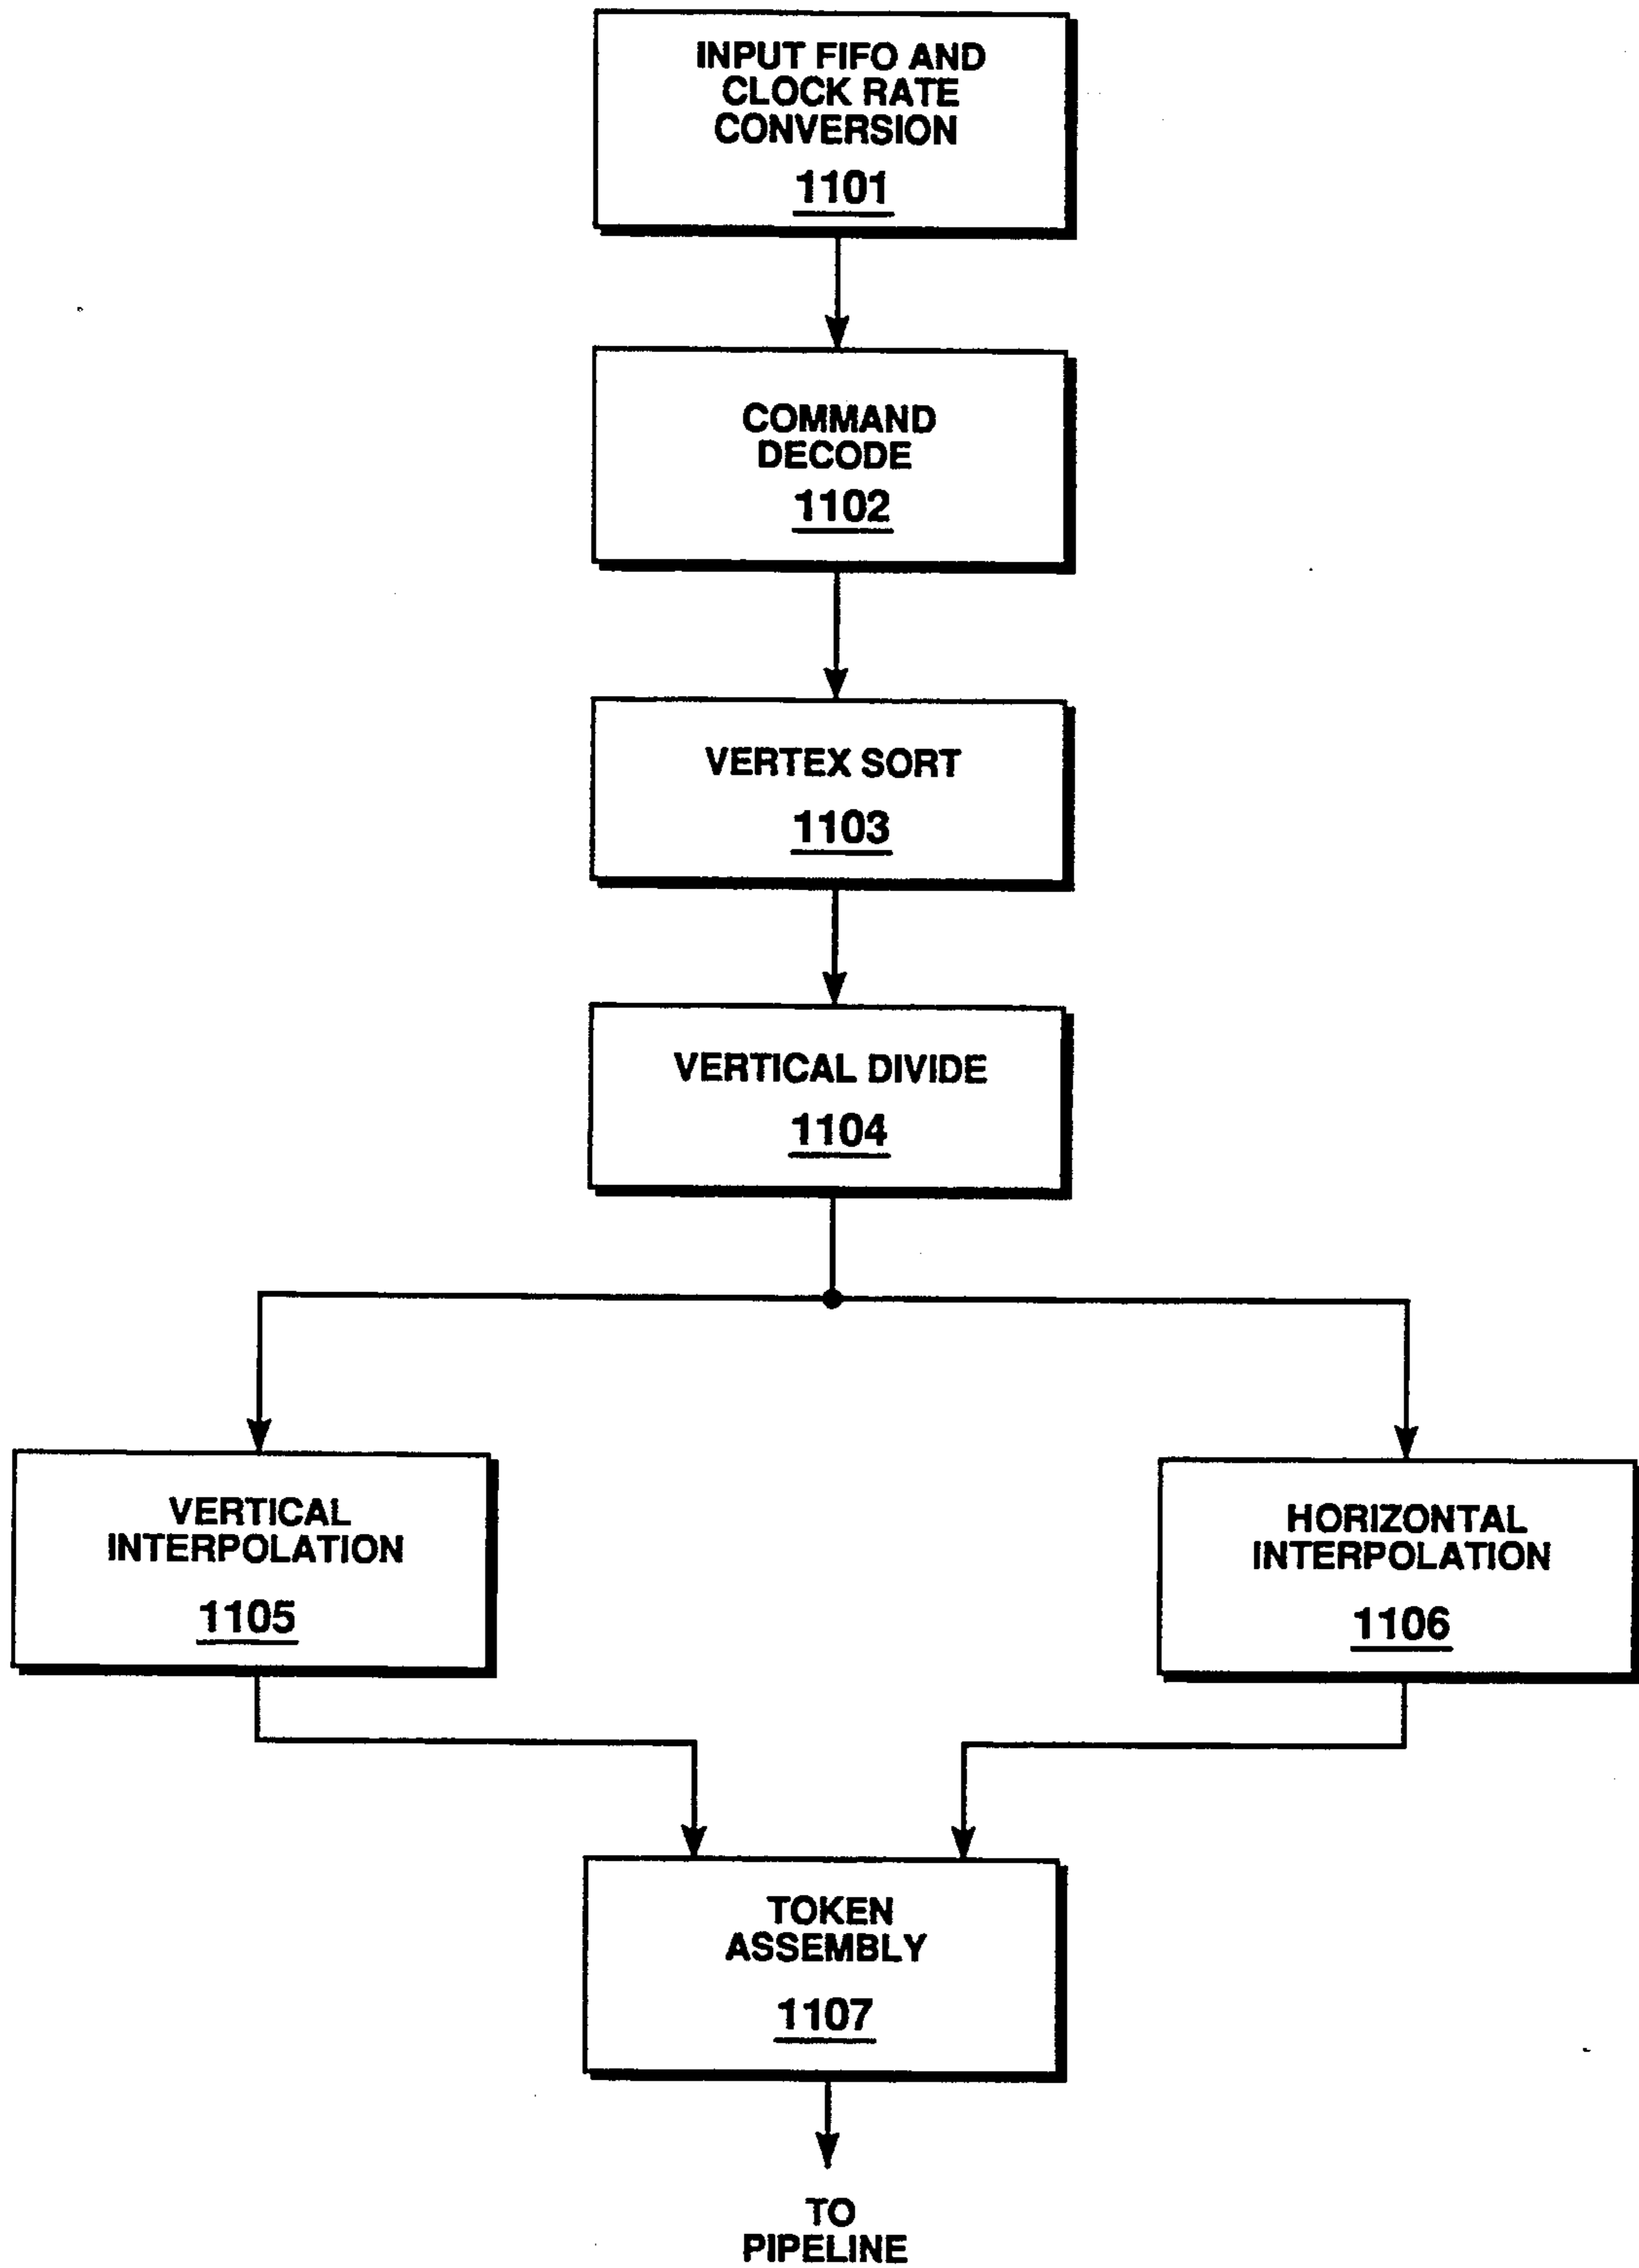 INPUT FIFO AND
CLOCK RATE
CONVERSION
1101
COMMAND
DECODE
1102
VERTEX SORT
1103
VERTICAL DIVIDE
1104
VERTICAL
INTERPOLATION
1105
HORIZONTAL
INTERPOLATION
1106
TOKEN
ASSEMBLY
1107
TO
PIPELINE